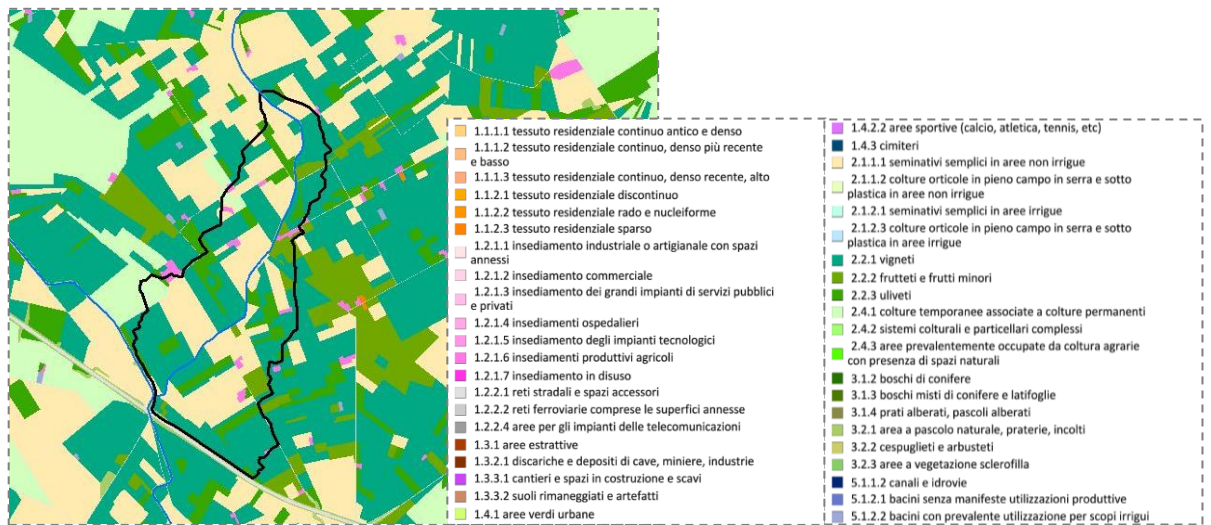 1.1.1.1 tessuto residenziale continuo antico e denso
1.1.1.2 tessuto residenziale continuo, denso più recente
e basso
1.1.1.3 tessuto residenziale continuo, denso recente, alto
1.1.2.1 tessuto residenziale discontinuo
1.1.2.2 tessuto residenziale rado e nucleiforme
1.1.2.3 tessuto residenziale sparso
1.2.1.1 insediamento industriale o artigianale con spazi
annessi
1.2.1.2 insediamento commerciale
1.2.1.3 insediamento dei grandi impianti di servizi pubblici
e privati
1.2.1.4 insediamenti ospedalieri
1.2.1.5 insediamento degli impianti tecnologici
1.2.1.6 insediamenti produttivi agricoli
1.2.1.7 insediamento in disuso
1.2.2.1 reti stradali e spazi accessori
1.2.2.2 reti ferroviarie comprese le superfici annesse
1.2.2.4 aree per gli impianti delle telecomunicazioni
1.3.1 aree estrattive
1.3.2.1 discariche e depositi di cave, miniere, industrie
1.3.3.1 cantieri e spazi in costruzione e scavi
1.3.3.2 suoli rimaneggiati e artefatti
1.4.1 aree verdi urbane
1.4.2.2 aree sportive (calcio, atletica, tennis, etc)
1.4.3 cimiteri
2.1.1.1 seminativi semplici in aree non irrigue
2.1.1.2 colture orticole in pieno campo in serra e sotto
plastica in aree non irrigue
2.1.2.1 seminativi semplici in aree irrigue
2.1.2.3 colture orticole in pieno campo in serra e sotto
plastica in aree irrigue
2.2.1 vigneti
2.2.2 frutteti e frutti minori
2.2.3 uliveti
2.4.1 colture temporanee associate a colture permanenti
2.4.2 sistemi colturali e particellari complessi
2.4.3 aree prevalentemente occupate da coltura agrarie
con presenza di spazi naturali
3.1.2 boschi di conifere
3.1.3 boschi misti di conifere e latifoglie
3.1.4 prati alberati, pascoli alberati
3.2.1 area a pascolo naturale, praterie, incolti
3.2.2 cespuglieti e arbusteti
3.2.3 aree a vegetazione sclerofilla
5.1.1.2 canali e idrovie
5.1.2.1 bacini senza manifeste utilizzazioni produttive
5.1.2.2 bacini con prevalente utilizzazione per scopi irrigui